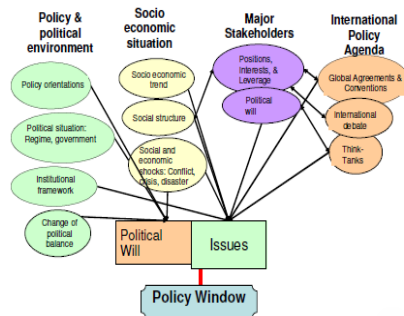 Policy &
political
environment
Socio
economic
situation
Major
Stakeholders
International
Policy
Agenda
Policy orientations
Political situation:
Regime, government
Institutional
framework
Change of
political
balance
Socio economic
trend
Social structure
Social and
economic
shocks: Conflict,
crisis, disaster
Positions,
Interests, &
Leverage
Political
will
Global Agreements &
Conventions
International
debate
Think-
Tanks
Political
Will
Issues
Policy Window